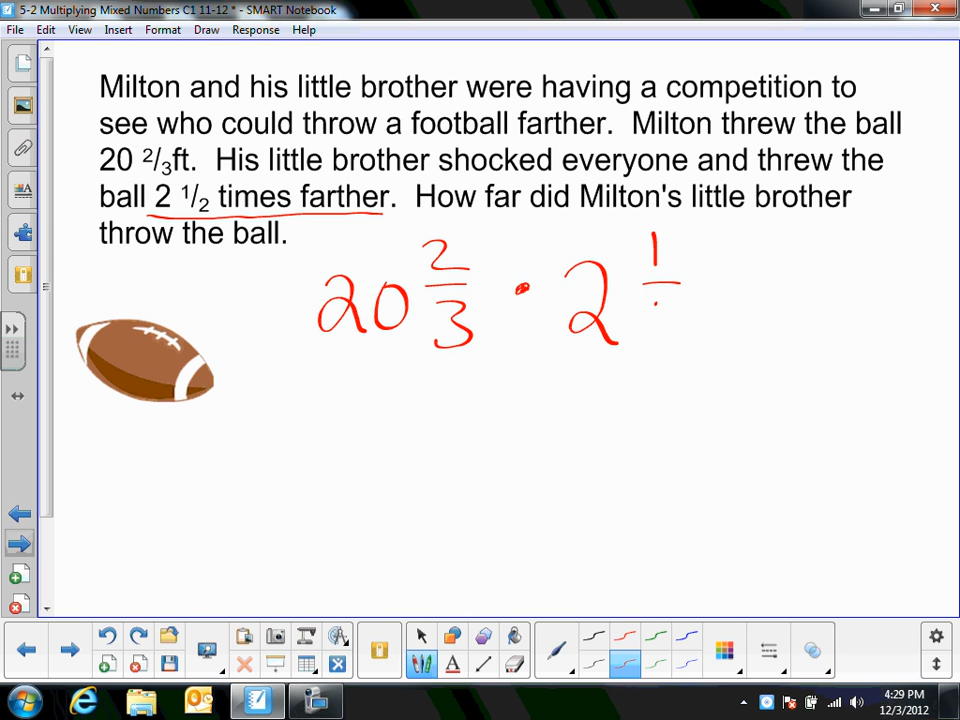 5-2 Multiplying Mixed Numbers C1 11-12 * - SMART Notebook
File Edit View Insert Format Draw Response Help
Milton and his little brother were having a competition to
see who could throw a football farther. Milton threw the ball
20 2/3ft. His little brother shocked everyone and threw the
ball 2 1/2 times farther. How far did Milton's little brother
throw the ball.
20 2/3 · 2 1/
4:29 PM
12/3/2012